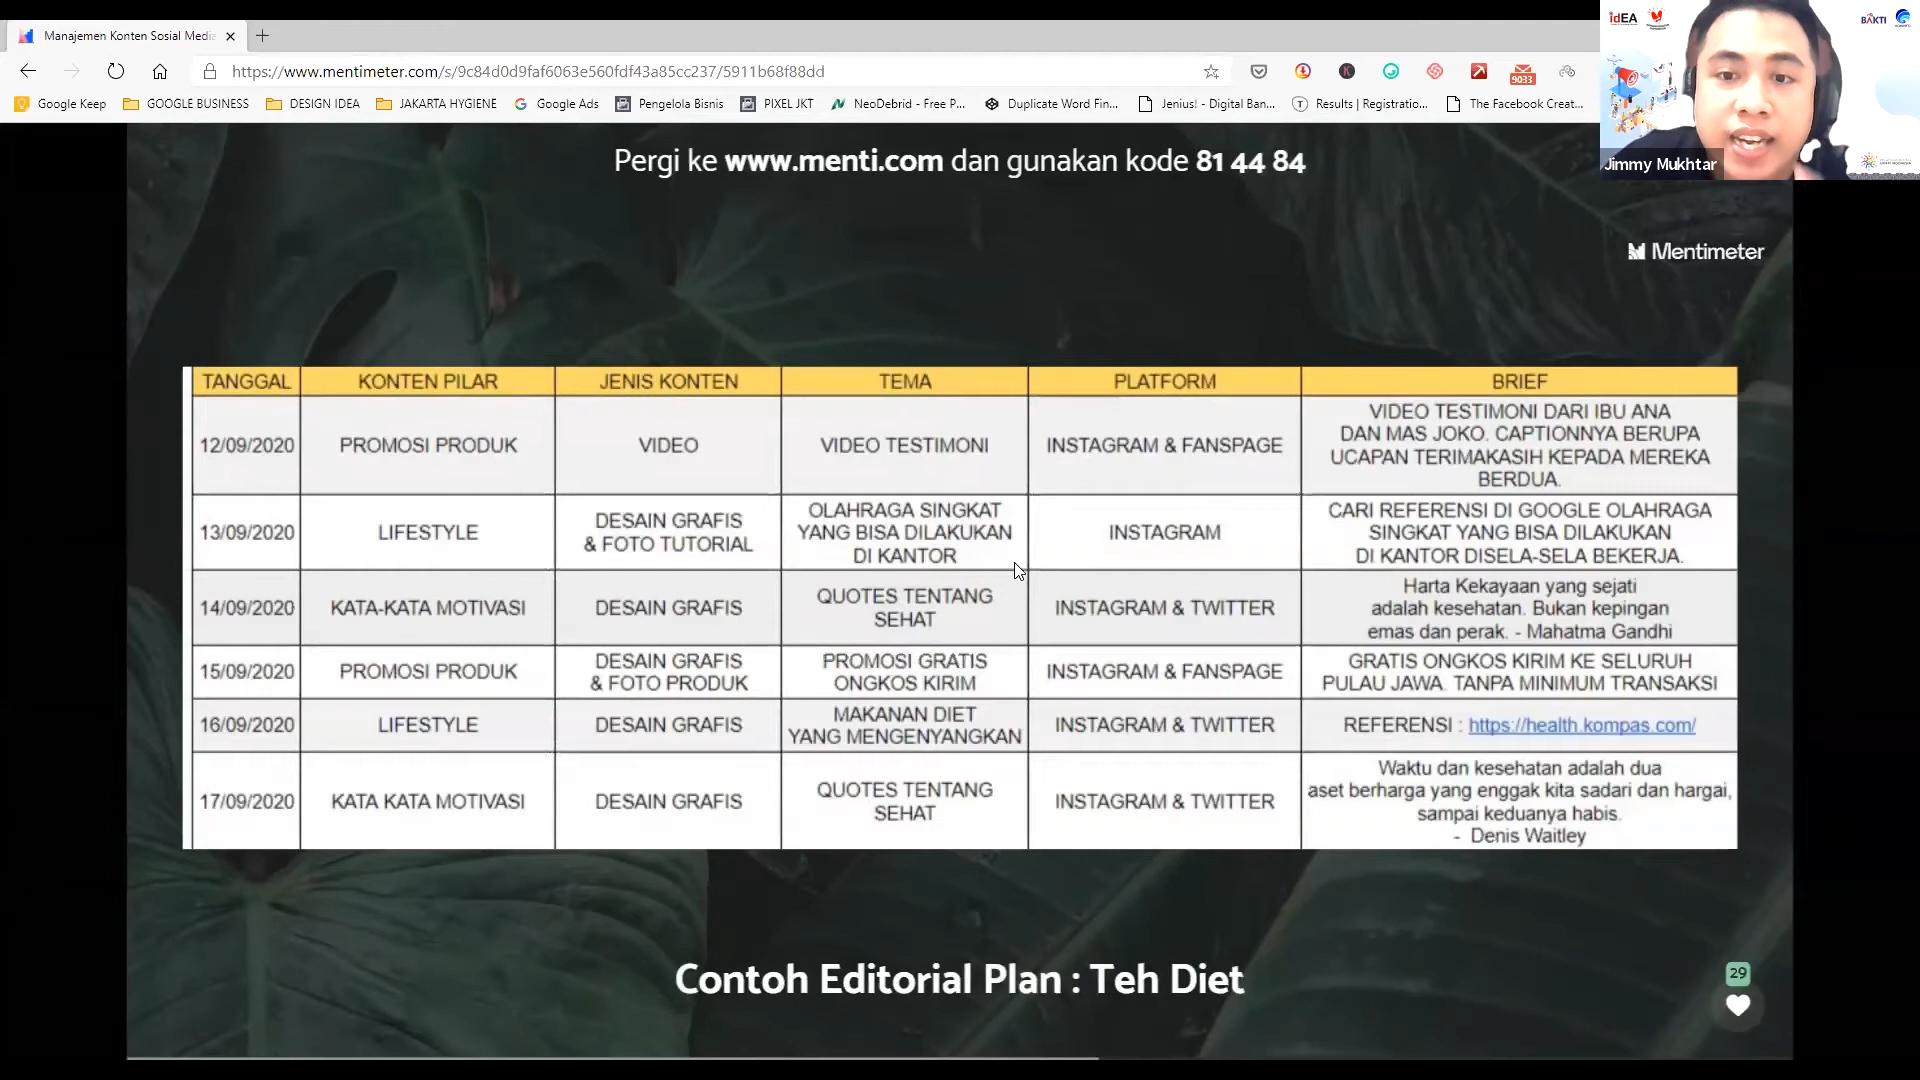 Manajemen Konten Sosial Media
https://www.mentimeter.com/s/9c84d0d9faf6063e560fdf43a85cc237/5911b68f88dd
9033
Google Keep
GOOGLE BUSINESS
DESIGN IDEA
JAKARTA HYGIENE
Google Ads
Pengelola Bisnis
PIXEL JKT
NeoDebrid - Free P...
Duplicate Word Fin...
Jenius! - Digital Ban...
Results | Registratio...
The Facebook Creat...
idEA
BAKTI
Jimmy Mukhtar
Pergi ke www.menti.com dan gunakan kode 81 44 84
Mentimeter
TANGGAL KONTEN PILAR JENIS KONTEN TEMA PLATFORM BRIEF
12/09/2020
PROMOSI PRODUK
VIDEO
VIDEO TESTIMONI
INSTAGRAM & FANSPAGE
VIDEO TESTIMONI DARI IBU ANA
DAN MAS JOKO. CAPTIONNYA BERUPA
UCAPAN TERIMAKASIH KEPADA MEREKA
BERDUA.
13/09/2020
LIFESTYLE
DESAIN GRAFIS
& FOTO TUTORIAL
OLAHRAGA SINGKAT
YANG BISA DILAKUKAN
DI KANTOR
INSTAGRAM
CARI REFERENSI DI GOOGLE OLAHRAGA
SINGKAT YANG BISA DILAKUKAN
DI KANTOR DISELA-SELA BEKERJA.
14/09/2020
KATA-KATA MOTIVASI
DESAIN GRAFIS
QUOTES TENTANG
SEHAT
INSTAGRAM & TWITTER
Harta Kekayaan yang sejati
adalah kesehatan. Bukan kepingan
emas dan perak. - Mahatma Gandhi
15/09/2020
PROMOSI PRODUK
DESAIN GRAFIS
& FOTO PRODUK
PROMOSI GRATIS
ONGKOS KIRIM
INSTAGRAM & FANSPAGE
GRATIS ONGKOS KIRIM KE SELURUH
PULAU JAWA. TANPA MINIMUM TRANSAKSI
16/09/2020
LIFESTYLE
DESAIN GRAFIS
MAKANAN DIET
YANG MENGENYANGKAN
INSTAGRAM & TWITTER
REFERENSI : https://health.kompas.com/
17/09/2020
KATA KATA MOTIVASI
DESAIN GRAFIS
QUOTES TENTANG
SEHAT
INSTAGRAM & TWITTER
Waktu dan kesehatan adalah dua
aset berharga yang enggak kita sadari dan hargai,
sampai keduanya habis.
- Denis Waitley
Contoh Editorial Plan : Teh Diet
29